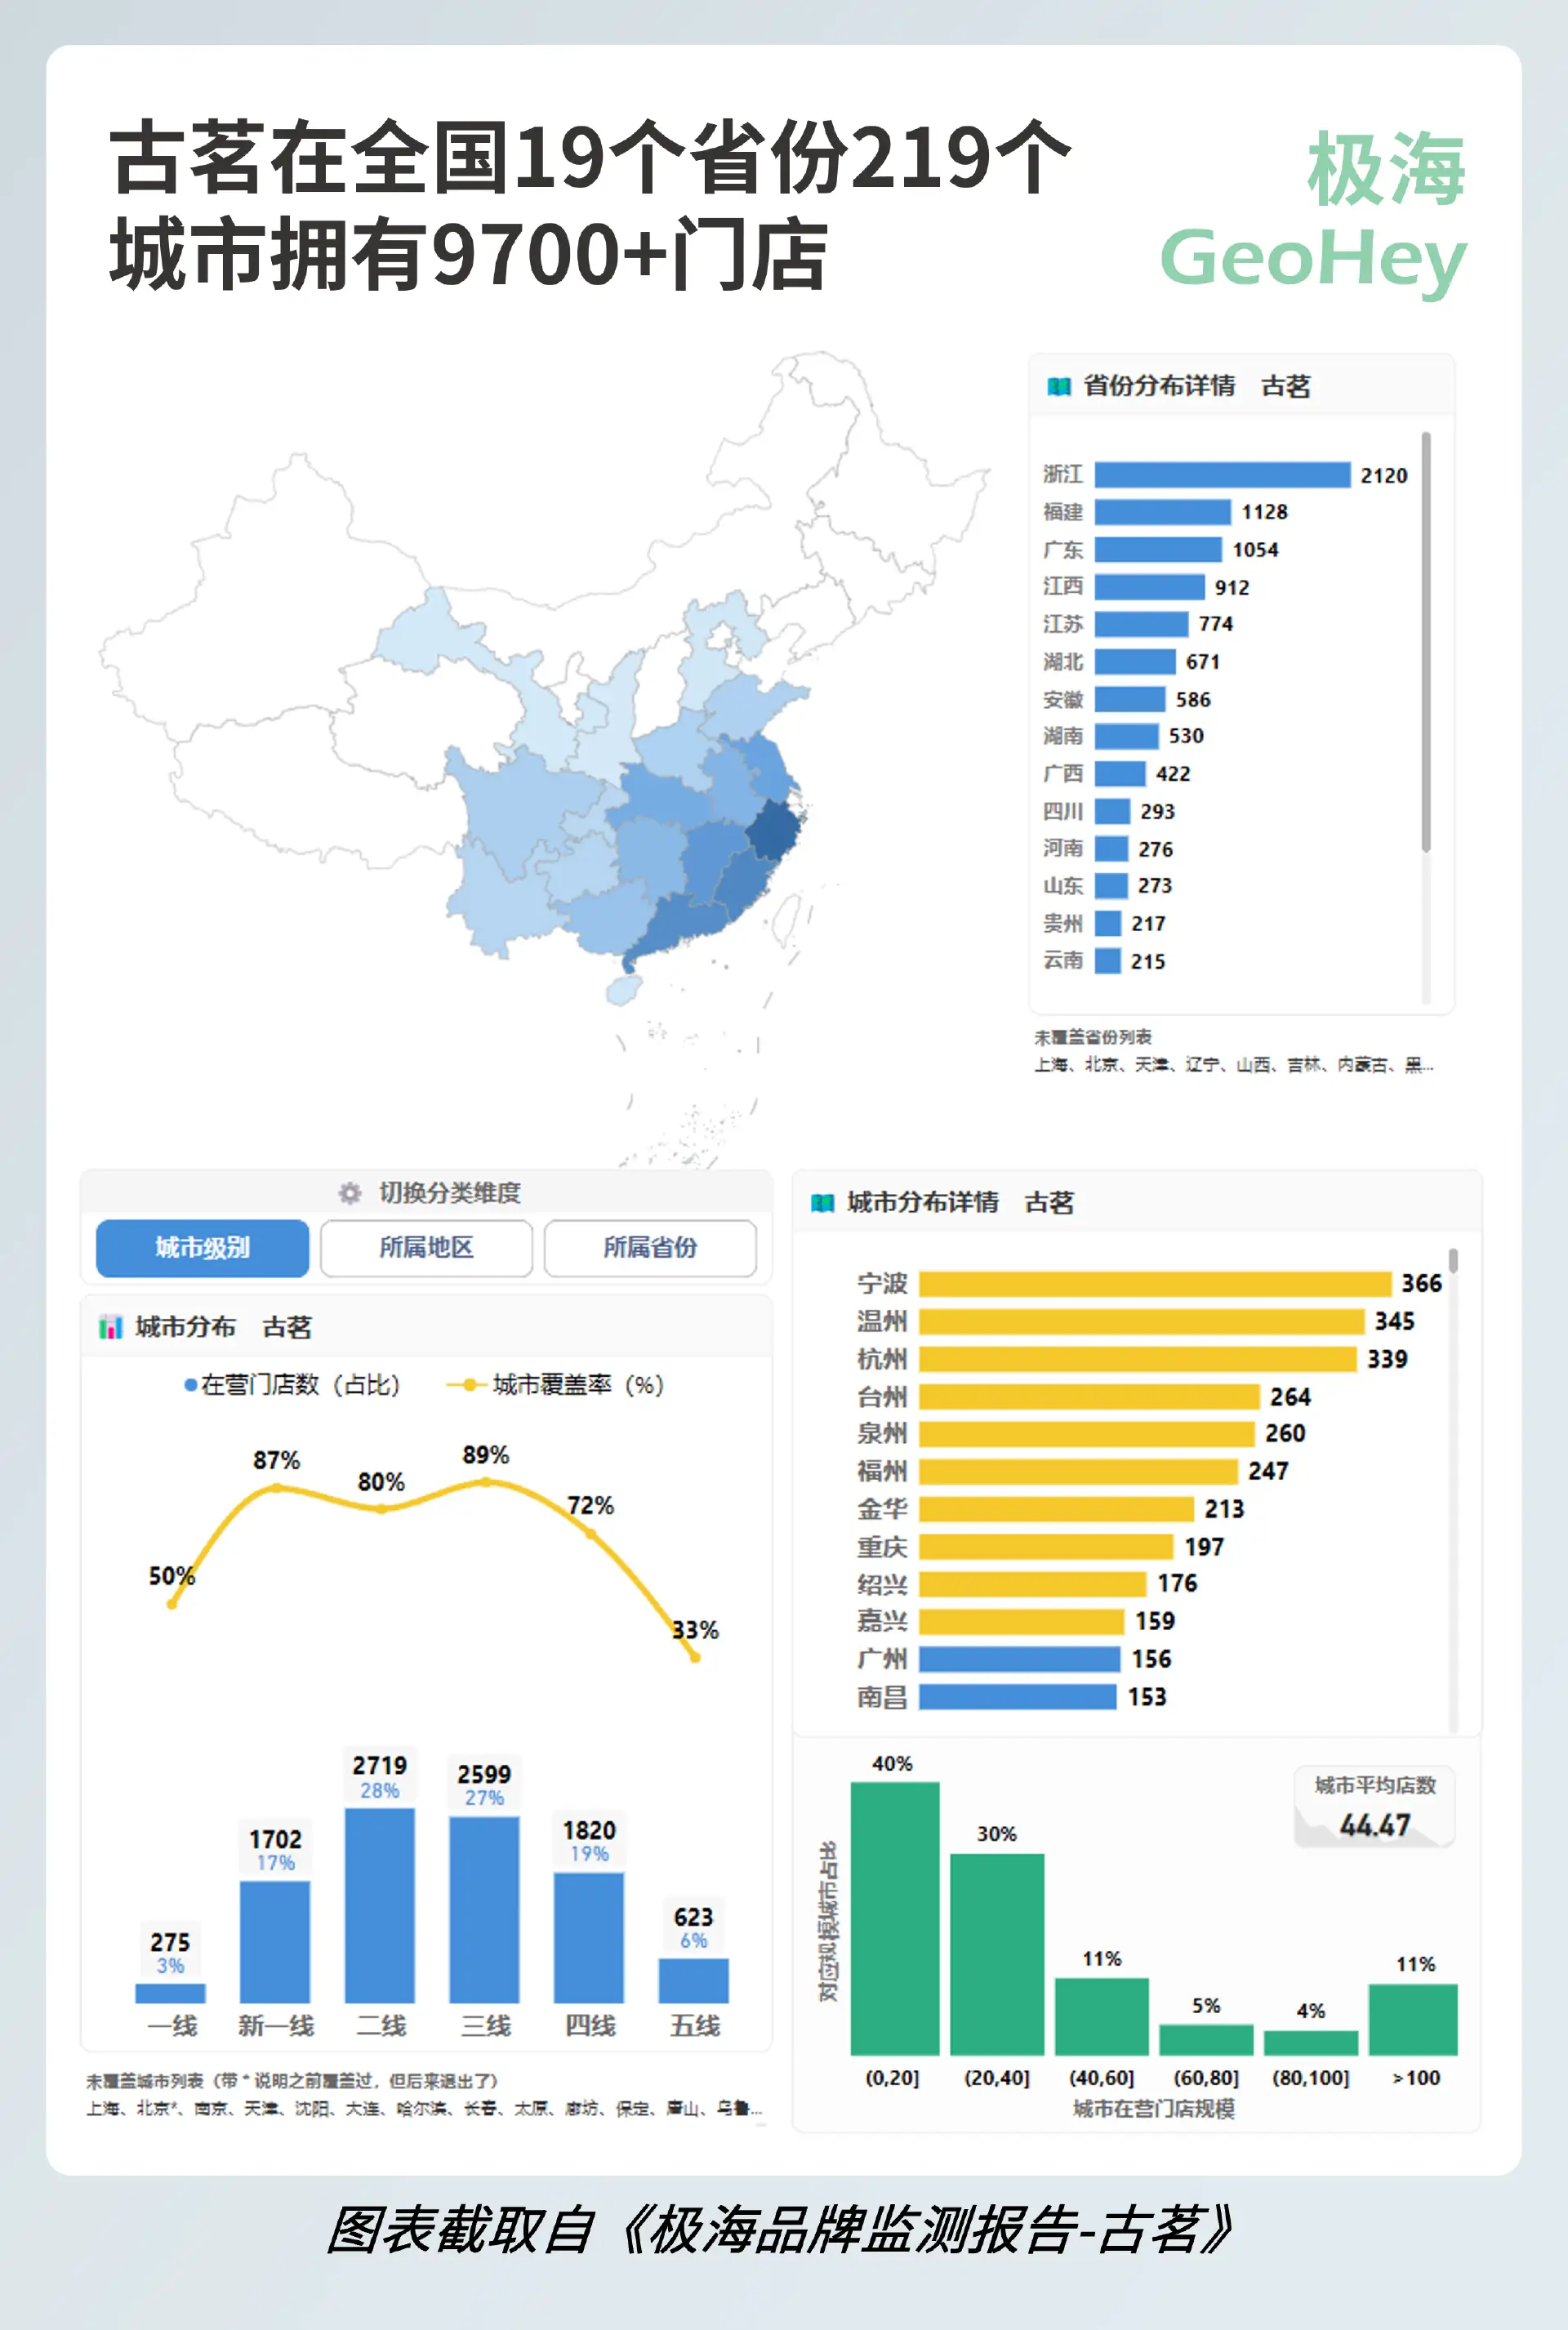 古茗在全国19个省份219个
城市拥有9700+门店
极海
GeoHey
省份分布详情 古茗
浙江 2120
福建 1128
广东 1054
江西 912
江苏 774
湖北 671
安徽 586
湖南 530
广西 422
四川 293
河南 276
山东 273
贵州 217
云南 215
未覆盖省份列表
上海、北京、天津、辽宁、山西、吉林、内蒙古、黑...
切换分类维度
城市级别 所属地区 所属省份
城市分布 古茗
在营门店数（占比） 城市覆盖率（%）
50% 87% 80% 89% 72% 33%
275 1702 2719 2599 1820 623
3% 17% 28% 27% 19% 6%
一线 新一线 二线 三线 四线 五线
未覆盖城市列表（带 * 说明之前覆盖过，但后来退出了）
上海、北京*、南京、天津、沈阳、大连、哈尔滨、长春、太原、廊坊、保定、唐山、乌鲁...
城市分布详情 古茗
宁波 366
温州 345
杭州 339
台州 264
泉州 260
福州 247
金华 213
重庆 197
绍兴 176
嘉兴 159
广州 156
南昌 153
城市平均店数
44.47
对应规模城市占比
40% 30% 11% 5% 4% 11%
(0,20] (20,40] (40,60] (60,80] (80,100] >100
城市在营门店规模
图表截取自《极海品牌监测报告-古茗》